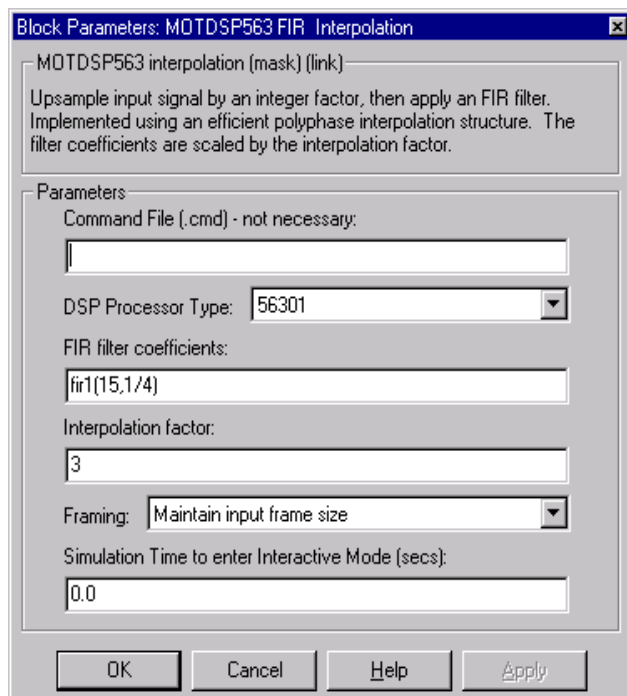 Block Parameters: MOTDSP563 FIR  Interpolation
MOTDSP563 interpolation (mask) (link)
Upsample input signal by an integer factor, then apply an FIR filter.
Implemented using an efficient polyphase interpolation structure.  The
filter coefficients are scaled by the interpolation factor.
Parameters
Command File (.cmd) - not necessary:
DSP Processor Type: 56301
FIR filter coefficients:
fir1(15,1/4)
Interpolation factor:
3
Framing: Maintain input frame size
Simulation Time to enter Interactive Mode (secs):
0.0
OK Cancel Help Apply